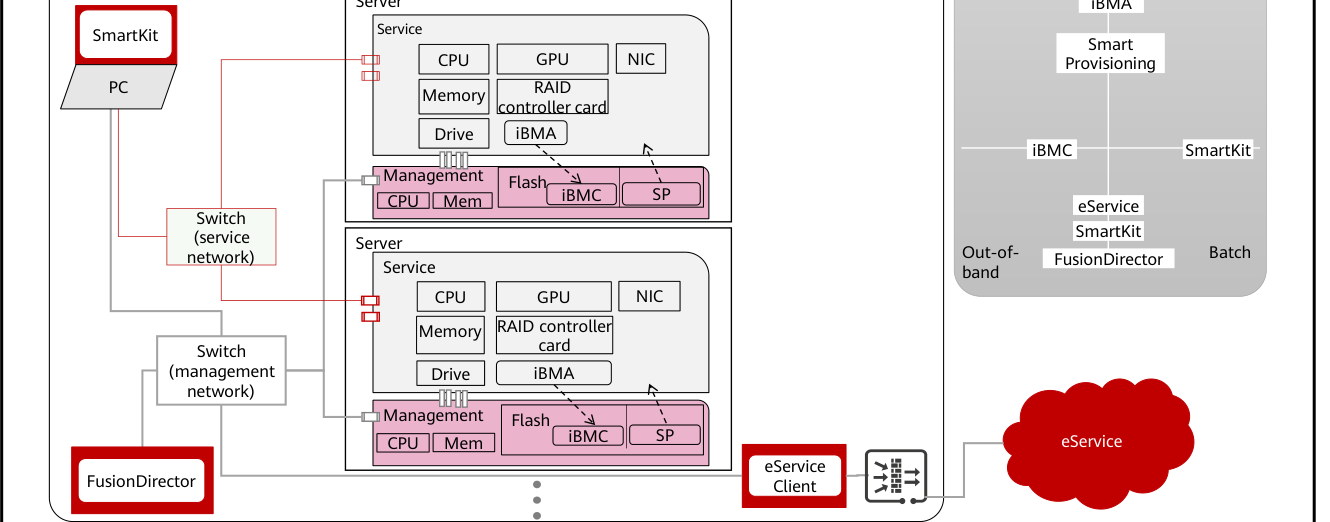 Server
SmartKit
PC
Service
CPU
GPU
NIC
Memory
RAID
controller card
Drive
iBMA
Management
Flash
iBMC
SP
CPU
Mem
Switch
(service
network)
Server
Service
CPU
GPU
NIC
Memory
RAID controller
card
Drive
iBMA
Management
Flash
iBMC
SP
CPU
Mem
Switch
(management
network)
FusionDirector
eService
Client
iBMA
Smart
Provisioning
iBMC
SmartKit
eService
SmartKit
FusionDirector
Out-of-
band
Batch
eService